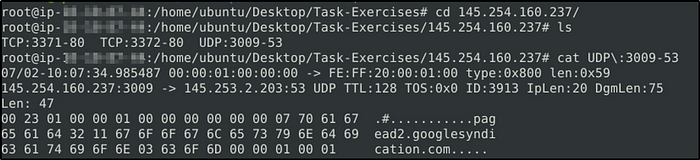 root@ip-:/home/ubuntu/Desktop/Task-Exercises# cd 145.254.160.237/
root@ip-:/home/ubuntu/Desktop/Task-Exercises/145.254.160.237# ls
TCP:3371-80  TCP:3372-80  UDP:3009-53
root@ip-:/home/ubuntu/Desktop/Task-Exercises/145.254.160.237# cat UDP\:3009-53
07/02-10:07:34.985487 00:00:01:00:00:00 -> FE:FF:20:00:01:00 type:0x800 len:0x59
145.254.160.237:3009 -> 145.253.2.203:53 UDP TTL:128 TOS:0x0 ID:3913 IpLen:20 DgmLen:75
Len: 47
00 23 01 00 00 01 00 00 00 00 00 00 07 70 61 67  .#...........pag
65 61 64 32 11 67 6F 6F 67 6C 65 73 79 6E 64 69  ead2.googlesyndi
63 61 74 69 6F 6E 03 63 6F 6D 00 00 01 00 01     cation.com.....